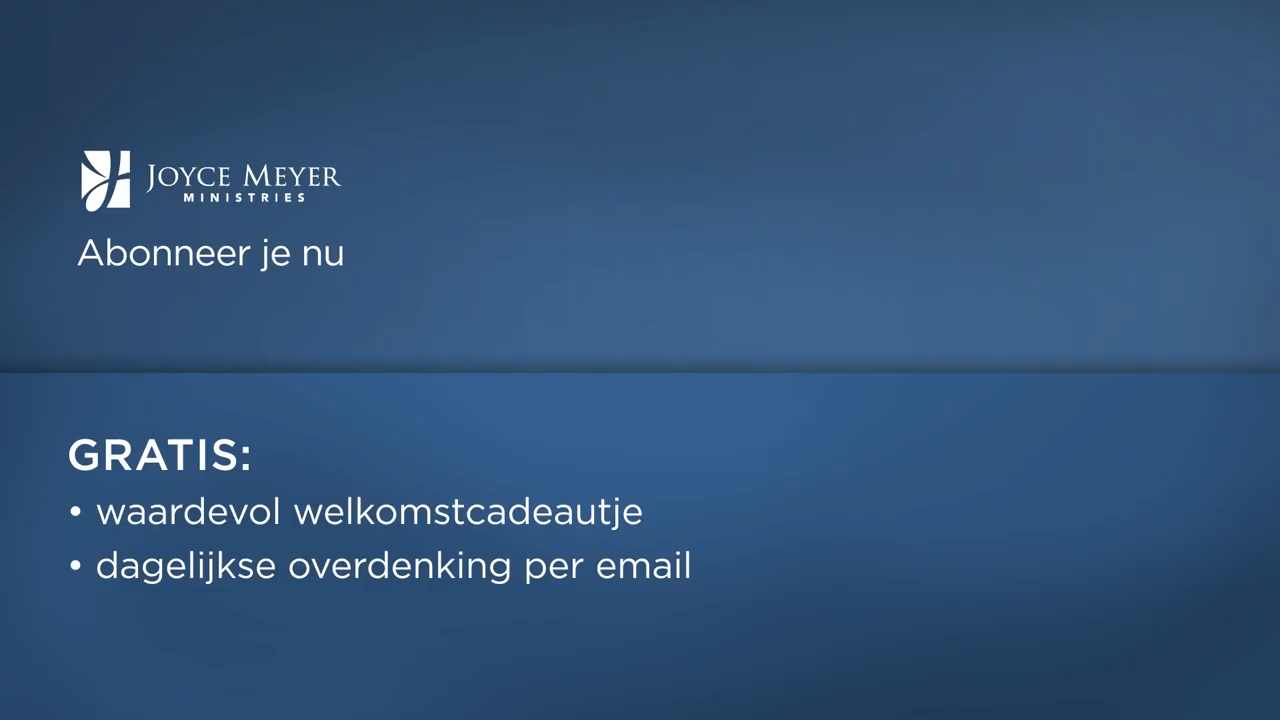 JOYCE MEYER
MINISTRIES
Abonneer je nu
GRATIS:
• waardevol welkomstcadeautje
• dagelijkse overdenking per email